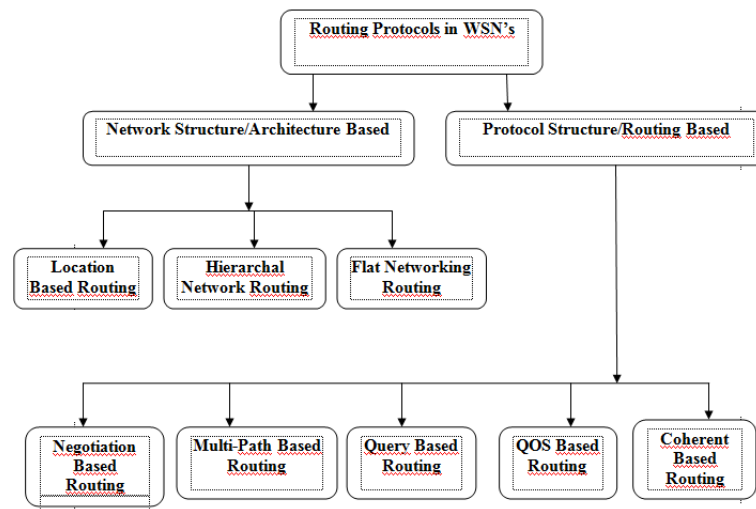 Routing Protocols in WSN's
Network Structure/Architecture Based
Protocol Structure/Routing Based
Location
Based Routing
Hierarchal
Network Routing
Flat Networking
Routing
Negotiation
Based
Routing
Multi-Path Based
Routing
Query Based
Routing
QOS Based
Routing
Coherent
Based
Routing